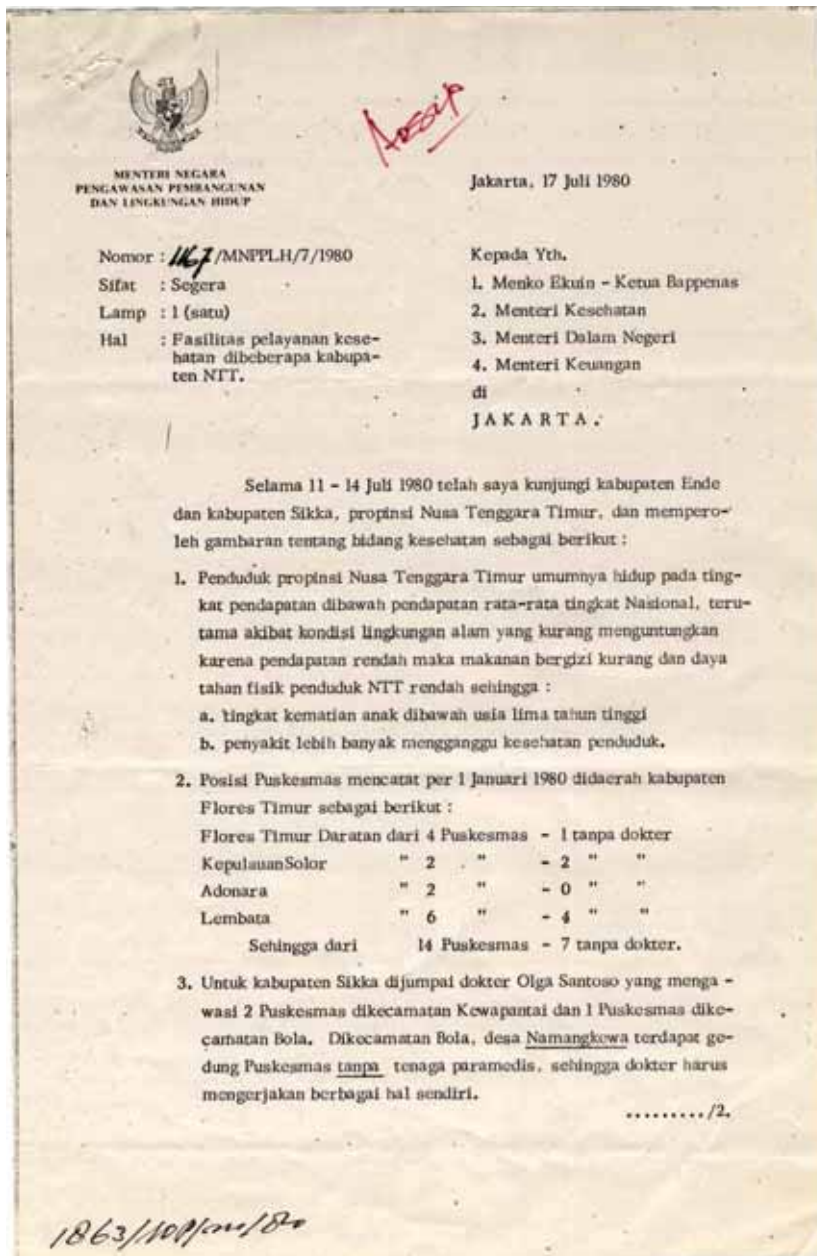 Arssip
MENTERI NEGARA
PENGAWASAN PEMBANGUNAN
DAN LINGKUNGAN HIDUP
Jakarta, 17 Juli 1980
Nomor : 1167/MNPPLH/7/1980
Sifat : Segera
Lamp : 1 (satu)
Hal : Fasilitas pelayanan kese-
hatan dibeberapa kabupa-
ten NTT.
Kepada Yth.
1. Menko Ekuin - Ketua Bappenas
2. Menteri Kesehatan
3. Menteri Dalam Negeri
4. Menteri Keuangan
di
J A K A R T A .
Selama 11 - 14 Juli 1980 telah saya kunjungi kabupaten Ende
dan kabupaten Sikka, propinsi Nusa Tenggara Timur, dan mempero-
leh gambaran tentang bidang kesehatan sebagai berikut :
1. Penduduk propinsi Nusa Tenggara Timur umumnya hidup pada ting-
kat pendapatan dibawah pendapatan rata-rata tingkat Nasional, teru-
tama akibat kondisi lingkungan alam yang kurang menguntungkan
karena pendapatan rendah maka makanan bergizi kurang dan daya
tahan fisik penduduk NTT rendah sehingga :
a. tingkat kematian anak dibawah usia lima tahun tinggi
b. penyakit lebih banyak mengganggu kesehatan penduduk.
2. Posisi Puskesmas mencatat per 1 Januari 1980 didaerah kabupaten
Flores Timur sebagai berikut :
Flores Timur Daratan dari 4 Puskesmas - 1 tanpa dokter
KepulauanSolor " 2 " - 2 " "
Adonara " 2 " - 0 " "
Lembata " 6 " - 4 " "
Sehingga dari 14 Puskesmas - 7 tanpa dokter.
3. Untuk kabupaten Sikka dijumpai dokter Olga Santoso yang menga -
wasi 2 Puskesmas dikecamatan Kewapantai dan 1 Puskesmas dike-
camatan Bola. Dikecamatan Bola, desa Namangkewa terdapat ge-
dung Puskesmas tanpa tenaga paramedis, sehingga dokter harus
mengerjakan berbagai hal sendiri.
........./2.